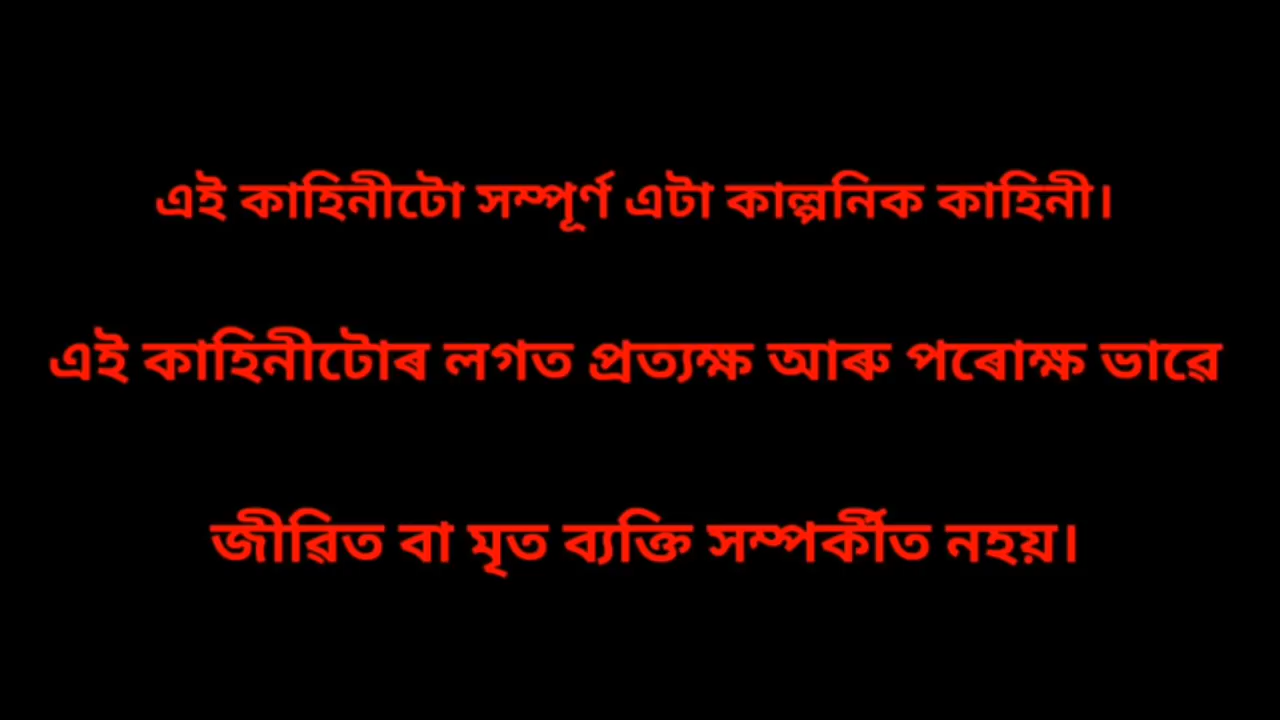 এই কাহিনীটো সম্পূৰ্ণ এটা কাল্পনিক কাহিনী।
এই কাহিনীটোৰ লগত প্ৰত্যক্ষ আৰু পৰোক্ষ ভাৱে
জীৱিত বা মৃত ব্যক্তি সম্পৰ্কীত নহয়।